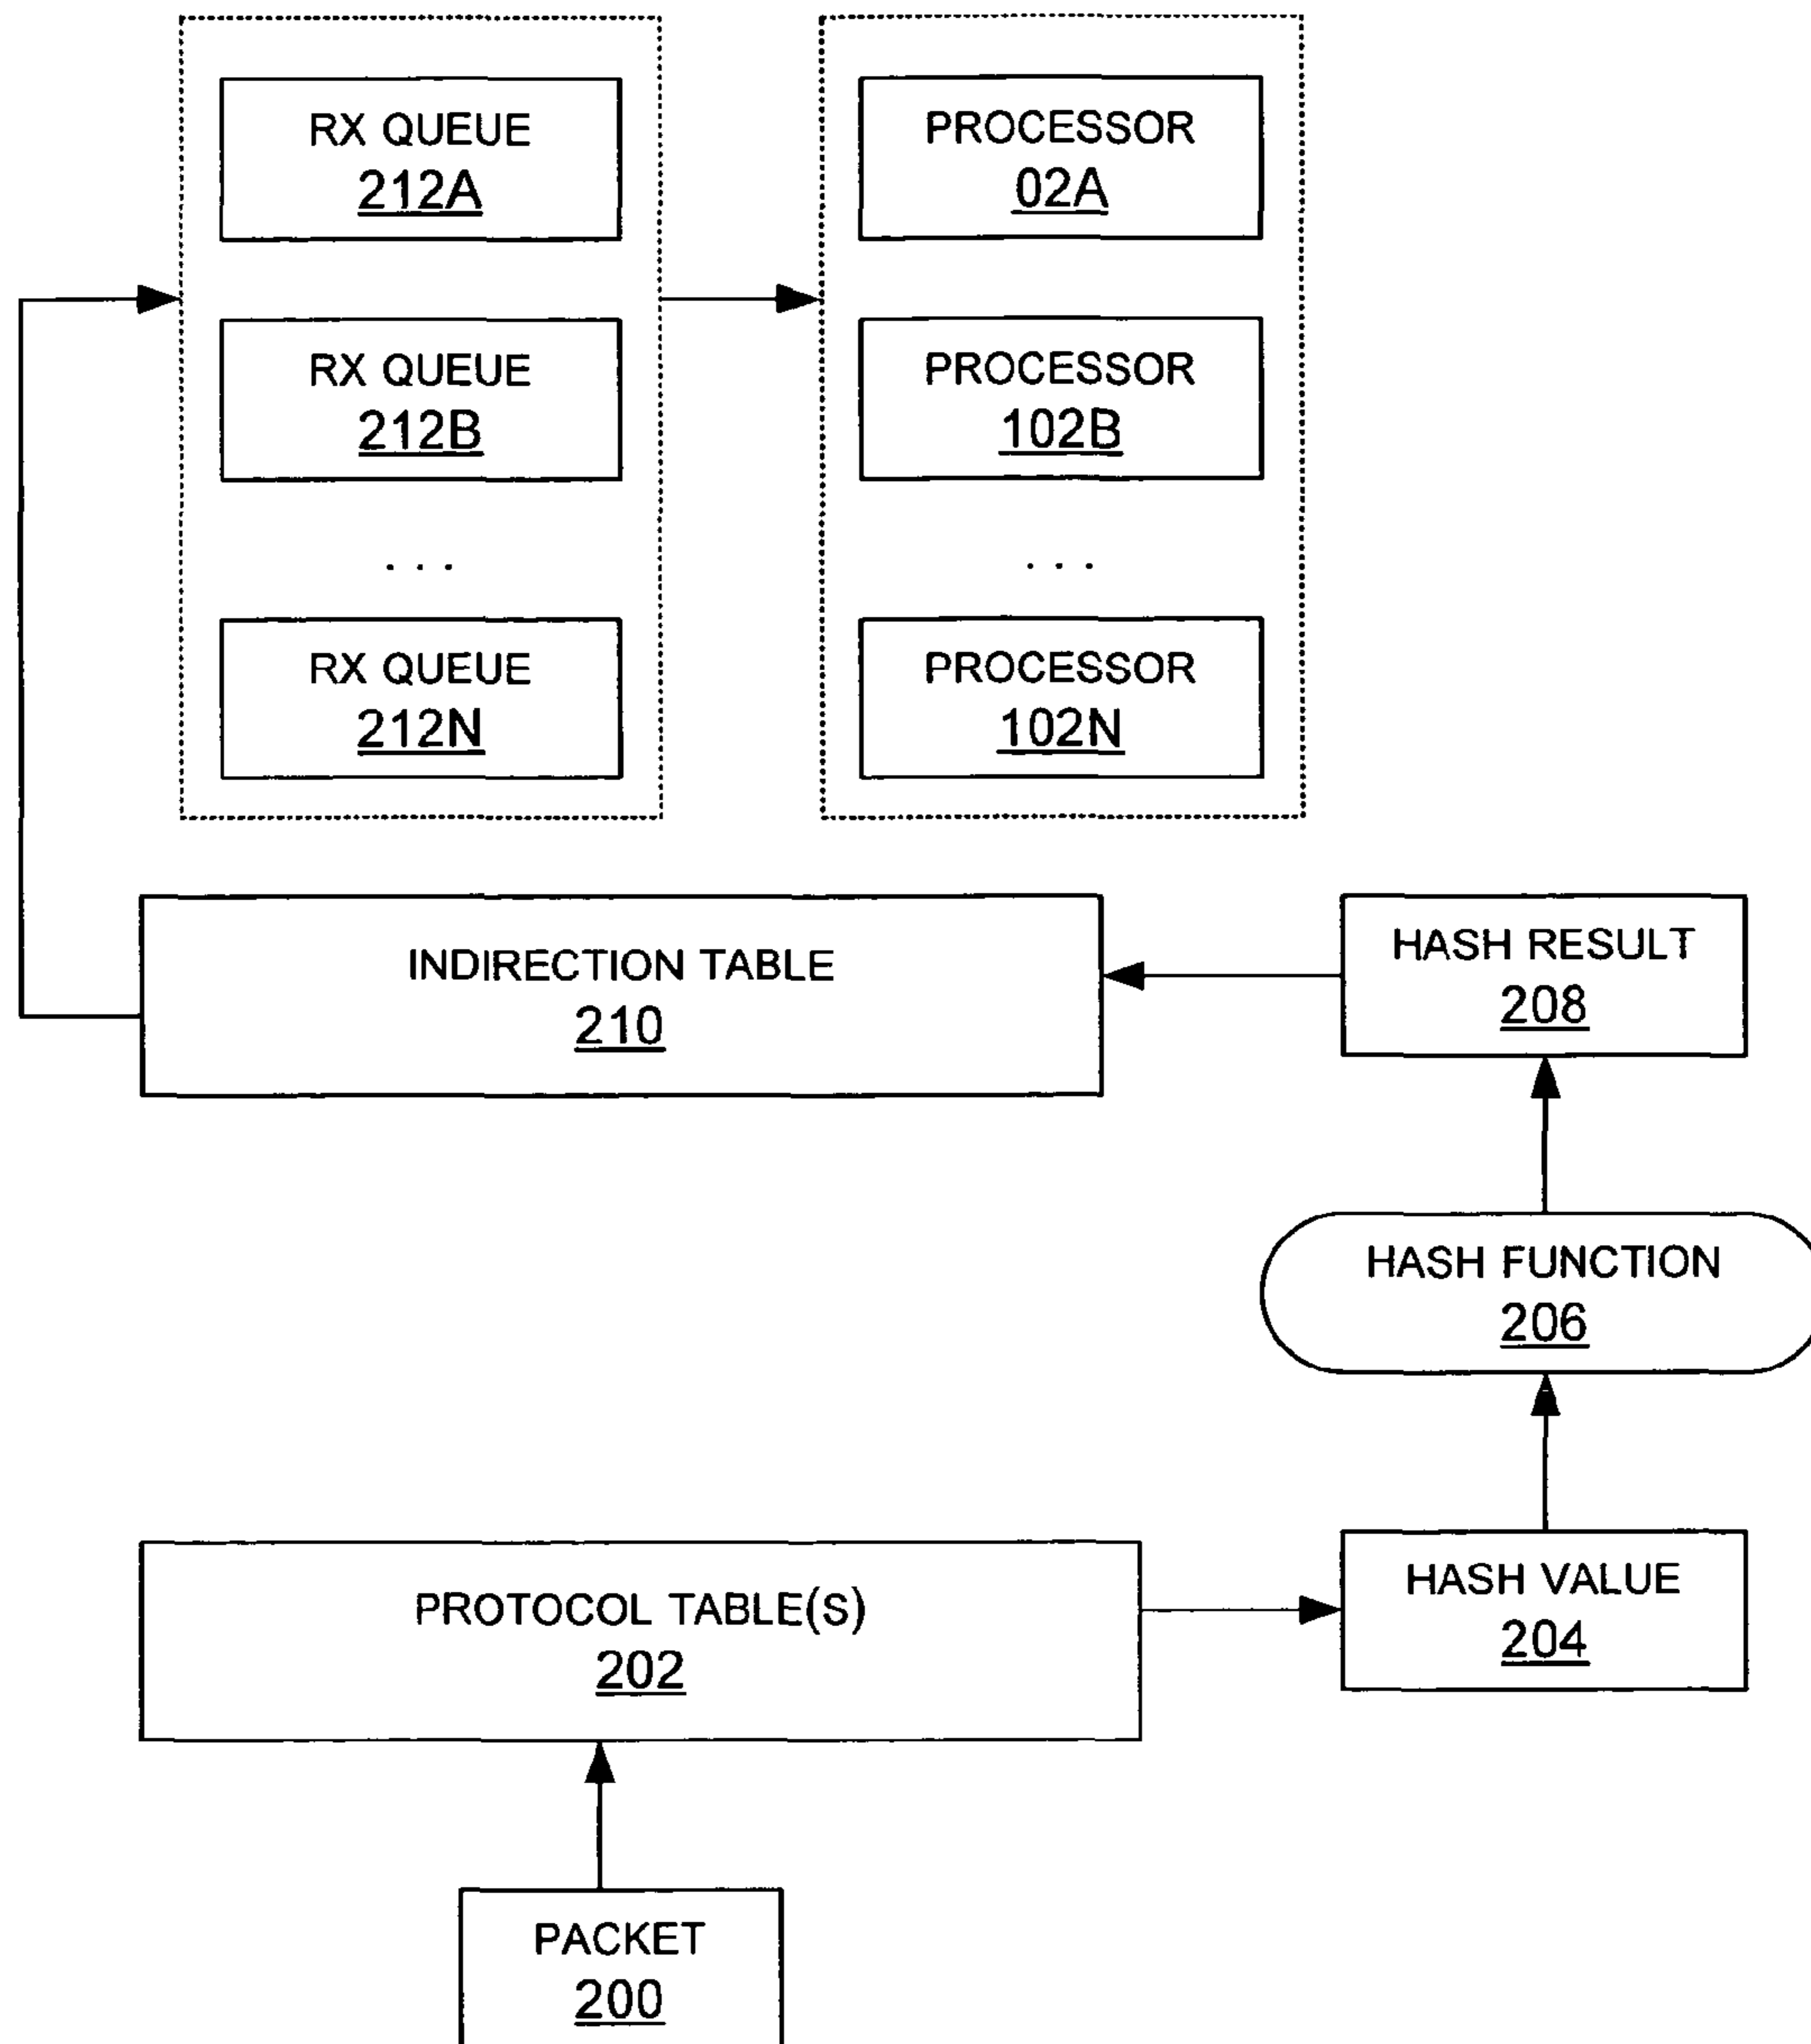 RX QUEUE
212A
PROCESSOR
02A
RX QUEUE
212B
PROCESSOR
102B
. . .
. . .
RX QUEUE
212N
PROCESSOR
102N
INDIRECTION TABLE
210
HASH RESULT
208
HASH FUNCTION
206
PROTOCOL TABLE(S)
202
HASH VALUE
204
PACKET
200